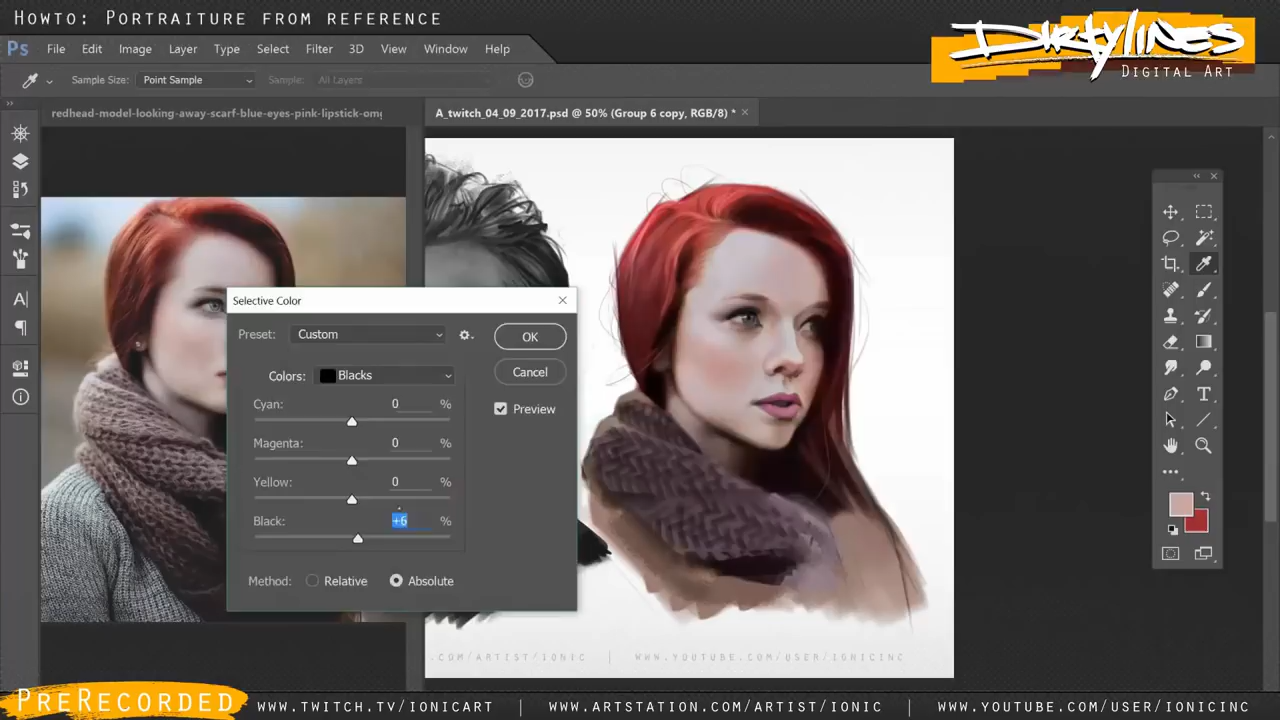 Howto: Portraiture from reference
DIRTYLINES
Digital Art
Ps File Edit Image Layer Type Select Filter 3D View Window Help
Sample Size: Point Sample Sample: All Layers
redhead-model-looking-away-scarf-blue-eyes-pink-lipstick-omg
A_twitch_04_09_2017.psd @ 50% (Group 6 copy, RGB/8) *
Selective Color
Preset: Custom
OK
Colors: Blacks
Cancel
Cyan: 0 %
Preview
Magenta: 0 %
Yellow: 0 %
Black: +6 %
Method: Relative Absolute
.COM/ARTIST/IONIC | WWW.YOUTUBE.COM/USER/IONICINC
PreRecorded
www.twitch.tv/ionicart | www.artstation.com/artist/ionic | www.youtube.com/user/ionicinc